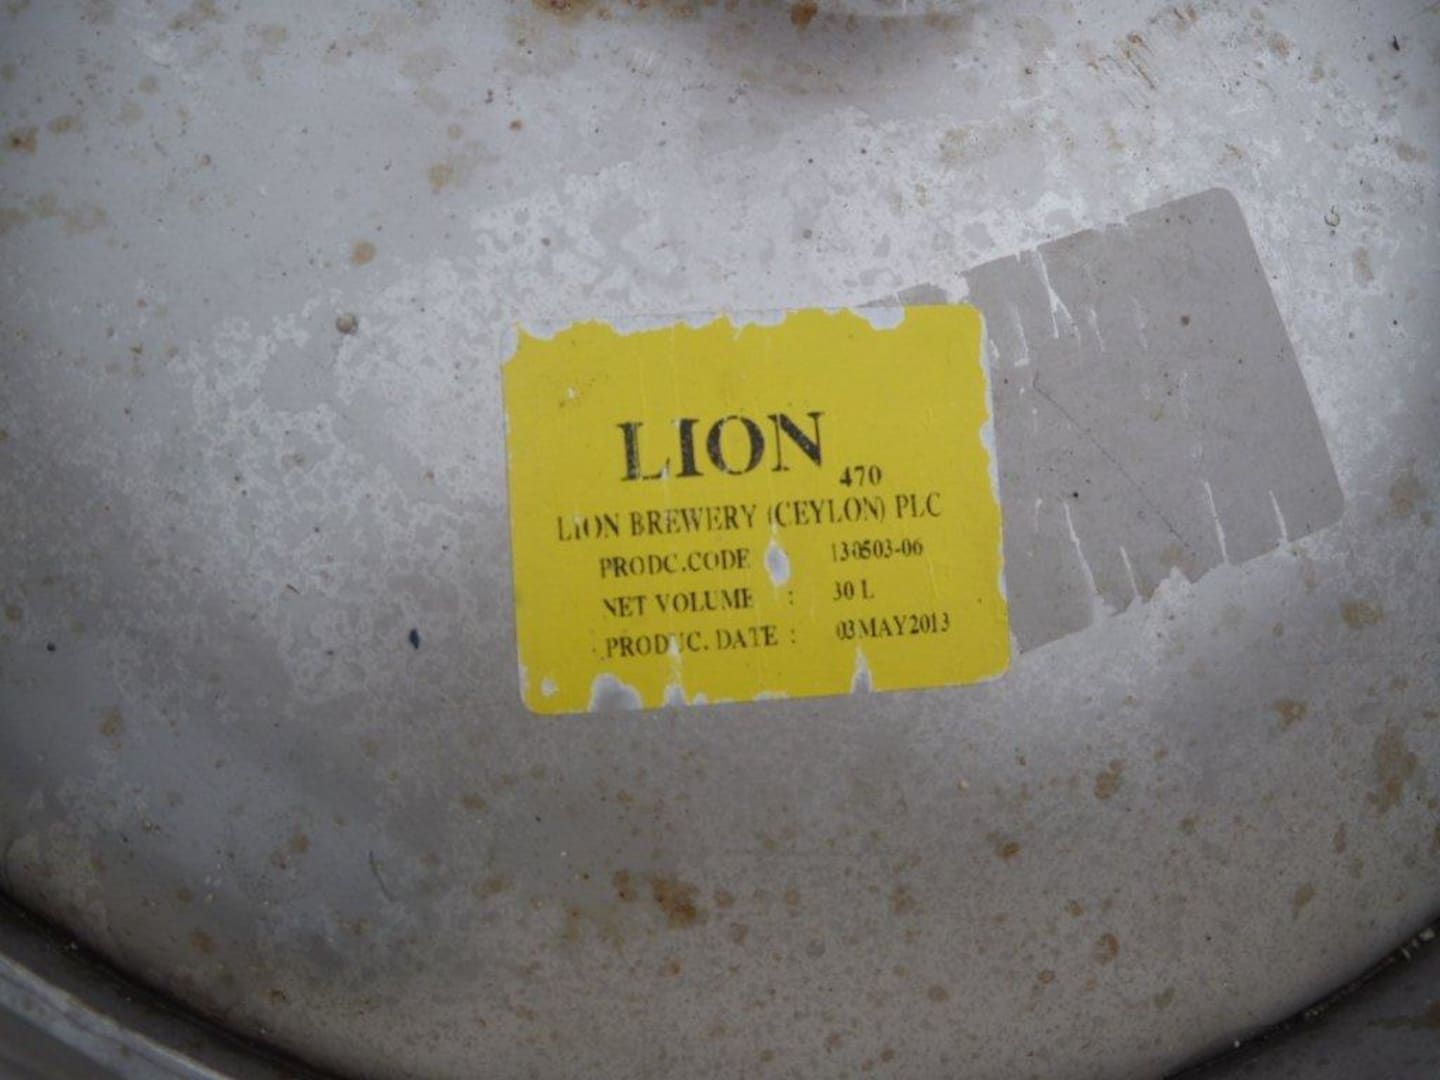 LION
470
LION BREWERY (CEYLON) PLC
PRODC.CODE 130503-06
NET VOLUME : 30 L
PRODUC. DATE : 03MAY2013